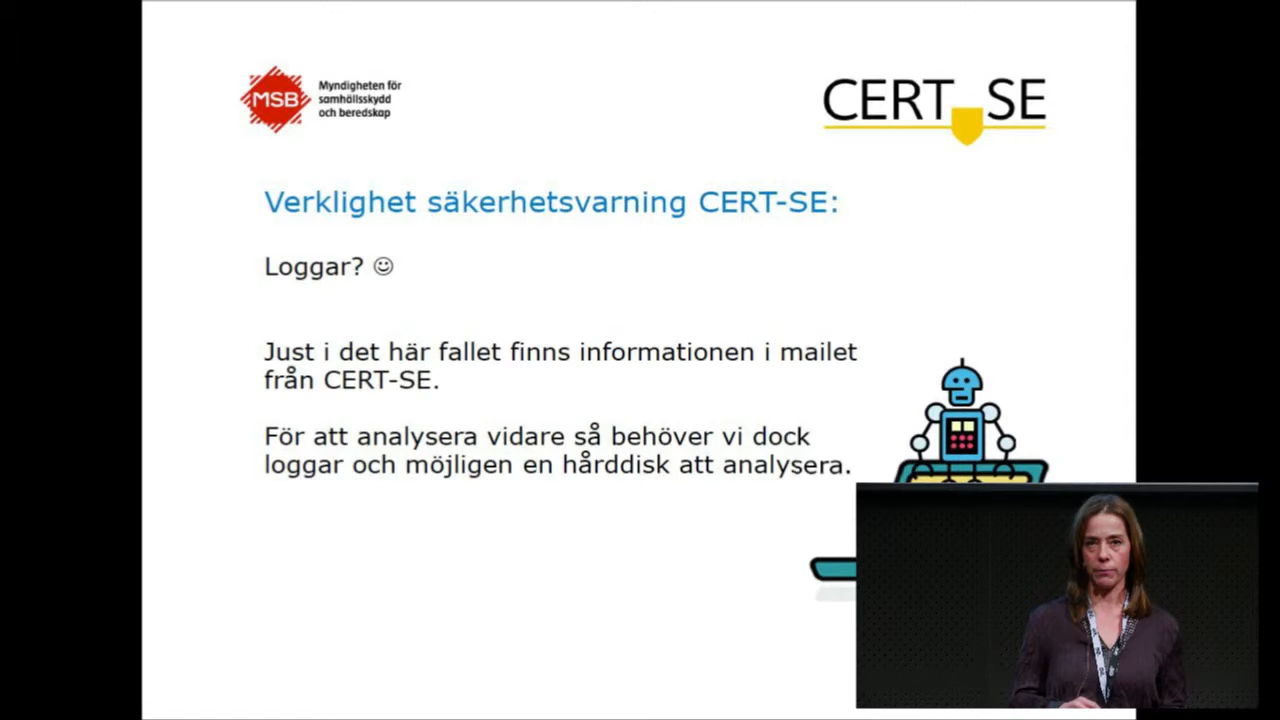 MSB
Myndigheten för
samhällsskydd
och beredskap
CERT SE
Verklighet säkerhetsvarning CERT-SE:
Loggar? ☺
Just i det här fallet finns informationen i mailet
från CERT-SE.
För att analysera vidare så behöver vi dock
loggar och möjligen en hårddisk att analysera.